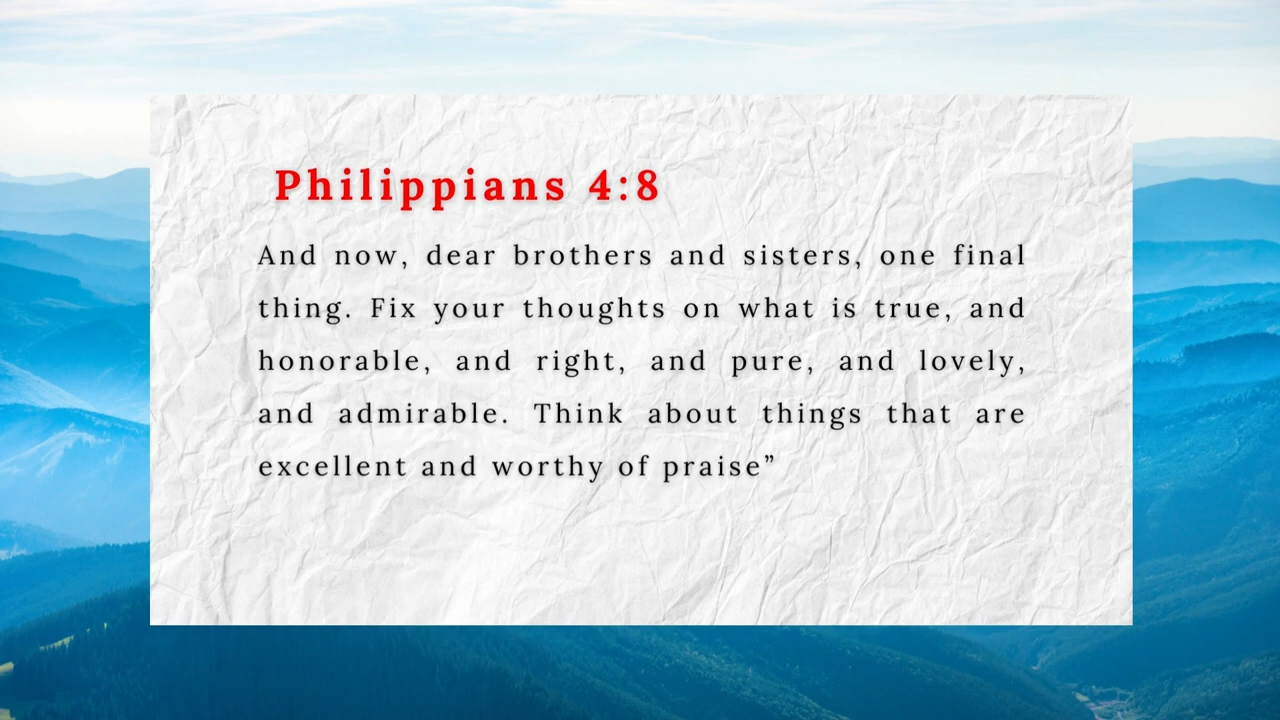 Philippians 4:8
And now, dear brothers and sisters, one final
thing. Fix your thoughts on what is true, and
honorable, and right, and pure, and lovely,
and admirable. Think about things that are
excellent and worthy of praise”